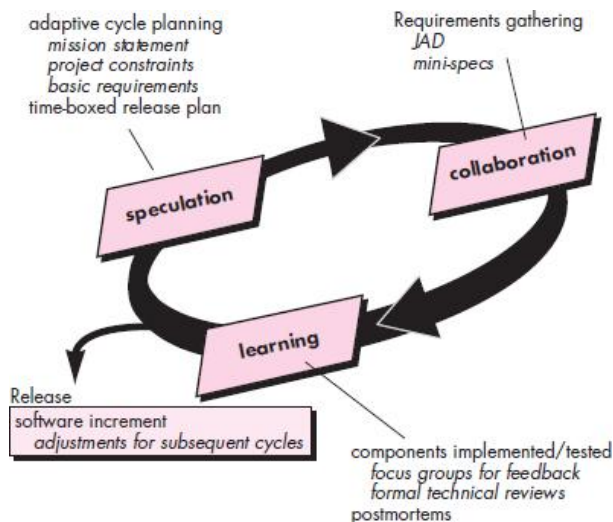 adaptive cycle planning
mission statement
project constraints
basic requirements
time-boxed release plan
Requirements gathering
JAD
mini-specs
speculation
collaboration
learning
Release
software increment
adjustments for subsequent cycles
components implemented/tested
focus groups for feedback
formal technical reviews
postmortems